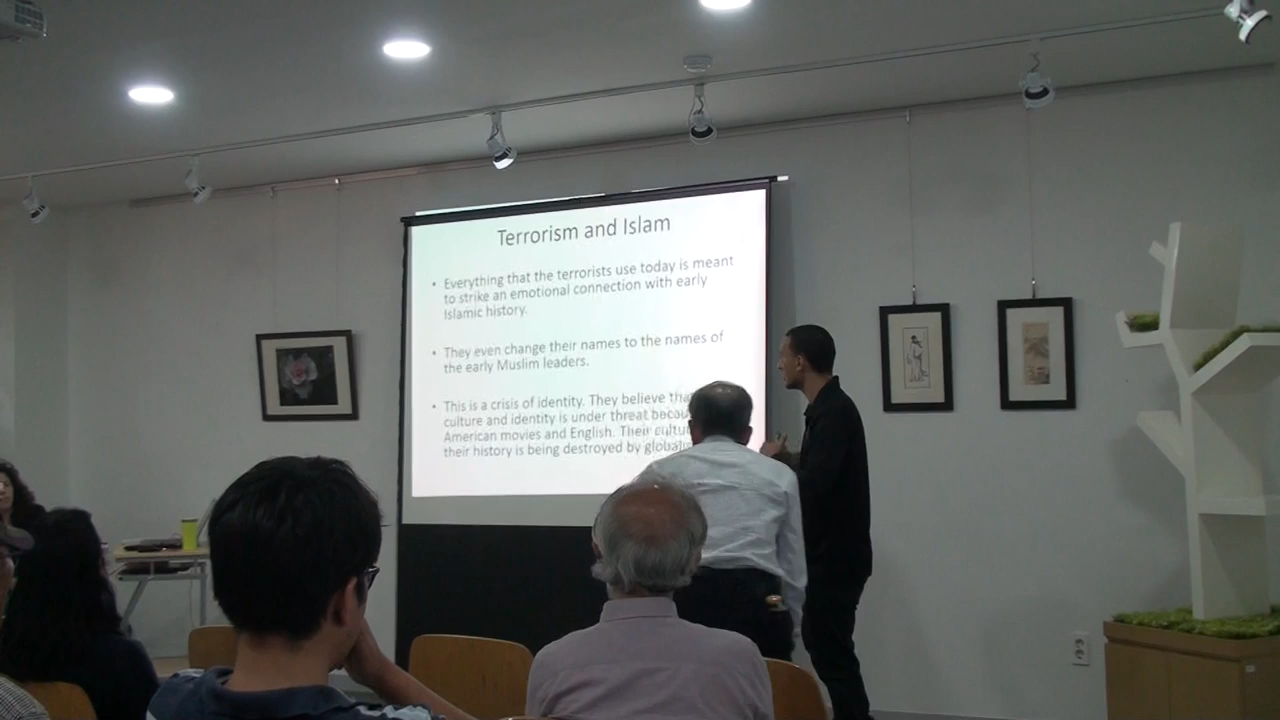 Terrorism and Islam
• Everything that the terrorists use today is meant
to strike an emotional connection with early
Islamic history.
• They even change their names to the names of
the early Muslim leaders.
• This is a crisis of identity. They believe
culture and identity is under threat
American movies and English. Their
their history is being destroyed by